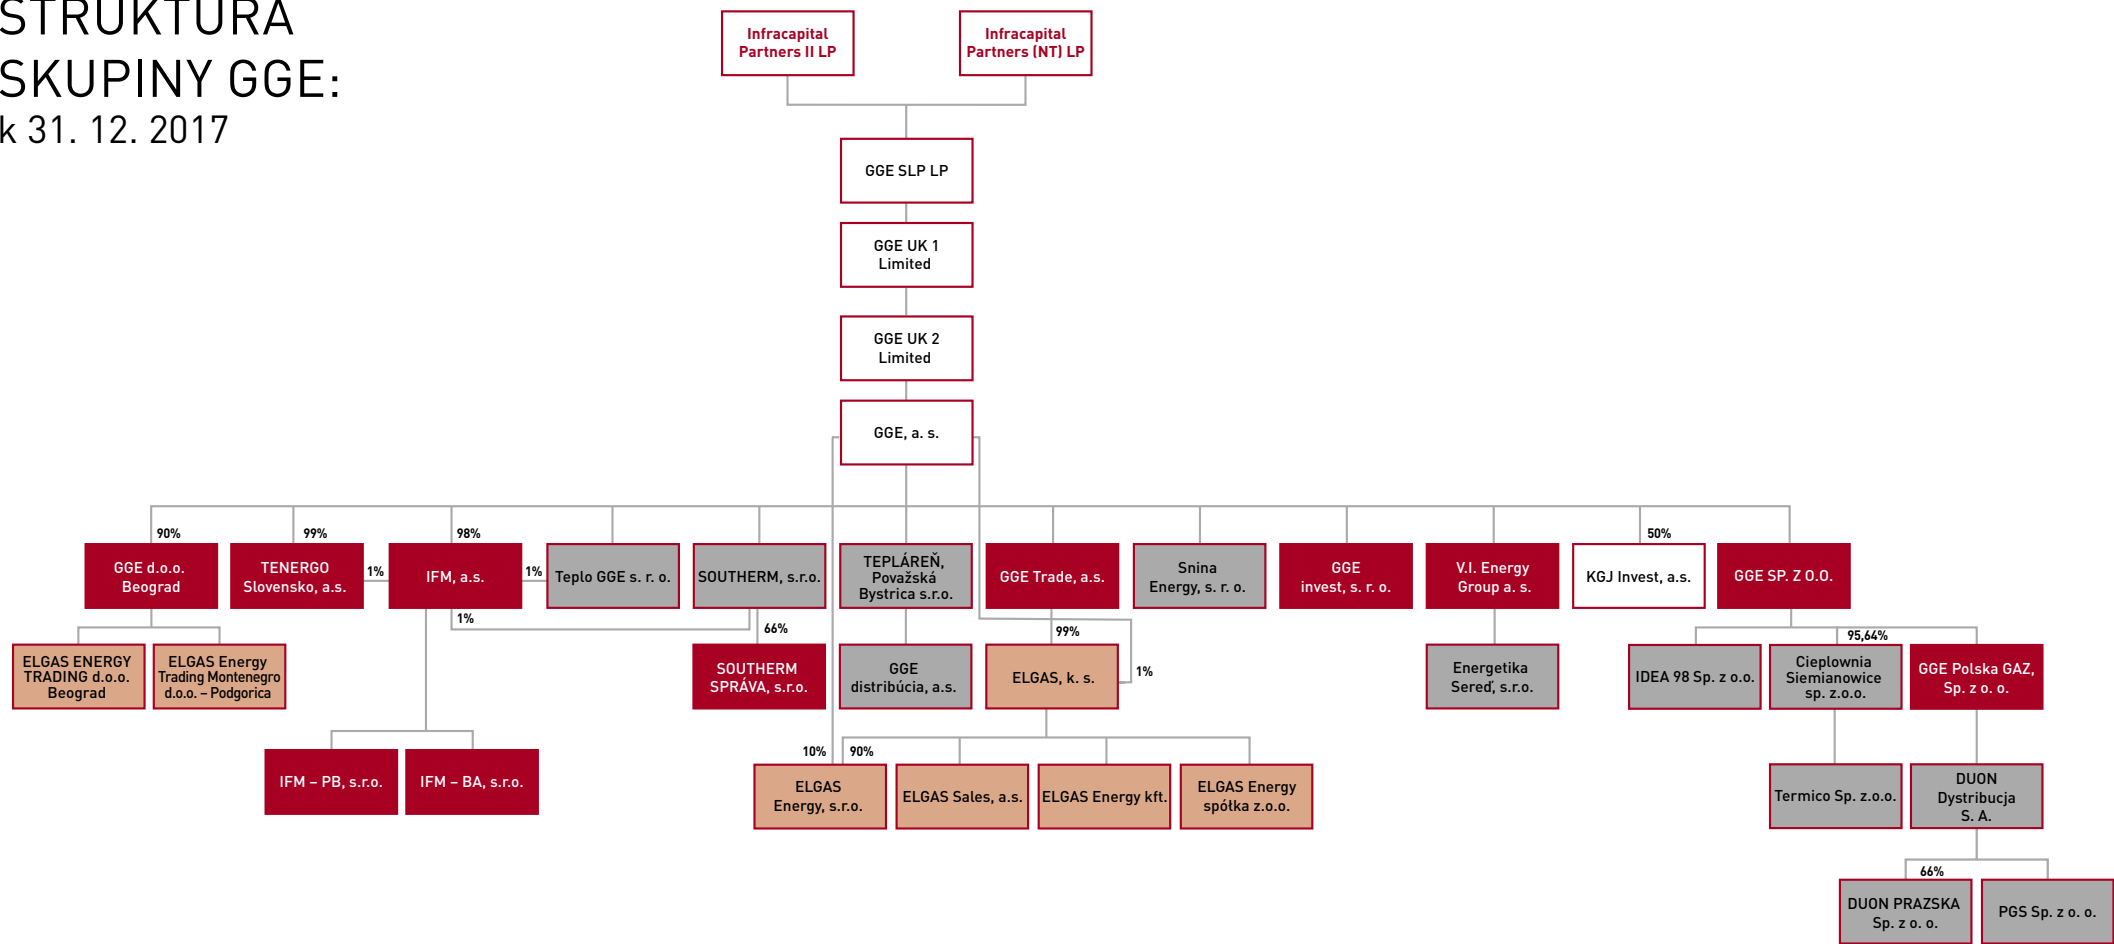 STRUKTÚRA
SKUPINY GGE:
k 31. 12. 2017
Infracapital
Partners II LP
Infracapital
Partners (NT) LP
GGE SLP LP
GGE UK 1
Limited
GGE UK 2
Limited
GGE, a. s.
90%
99%
98%
50%
GGE d.o.o.
Beograd
TENERGO
Slovensko, a.s.
1%
IFM, a.s.
1%
Teplo GGE s. r. o.
SOUTHERM, s.r.o.
TEPLÁREŇ,
Považská
Bystrica s.r.o.
GGE Trade, a.s.
Snina
Energy, s. r. o.
GGE
invest, s. r. o.
V.I. Energy
Group a. s.
KGJ Invest, a.s.
GGE SP. Z O.O.
1%
66%
99%
95,64%
ELGAS ENERGY
TRADING d.o.o.
Beograd
ELGAS Energy
Trading Montenegro
d.o.o. – Podgorica
SOUTHERM
SPRÁVA, s.r.o.
GGE
distribúcia, a.s.
ELGAS, k. s.
1%
Energetika
Sereď, s.r.o.
IDEA 98 Sp. z o.o.
Cieplownia
Siemianowice
sp. z.o.o.
GGE Polska GAZ,
Sp. z o. o.
10%
90%
IFM – PB, s.r.o.
IFM – BA, s.r.o.
ELGAS
Energy, s.r.o.
ELGAS Sales, a.s.
ELGAS Energy kft.
ELGAS Energy
spółka z.o.o.
Termico Sp. z.o.o.
DUON
Dystribucja
S. A.
66%
DUON PRAZSKA
Sp. z o. o.
PGS Sp. z o. o.